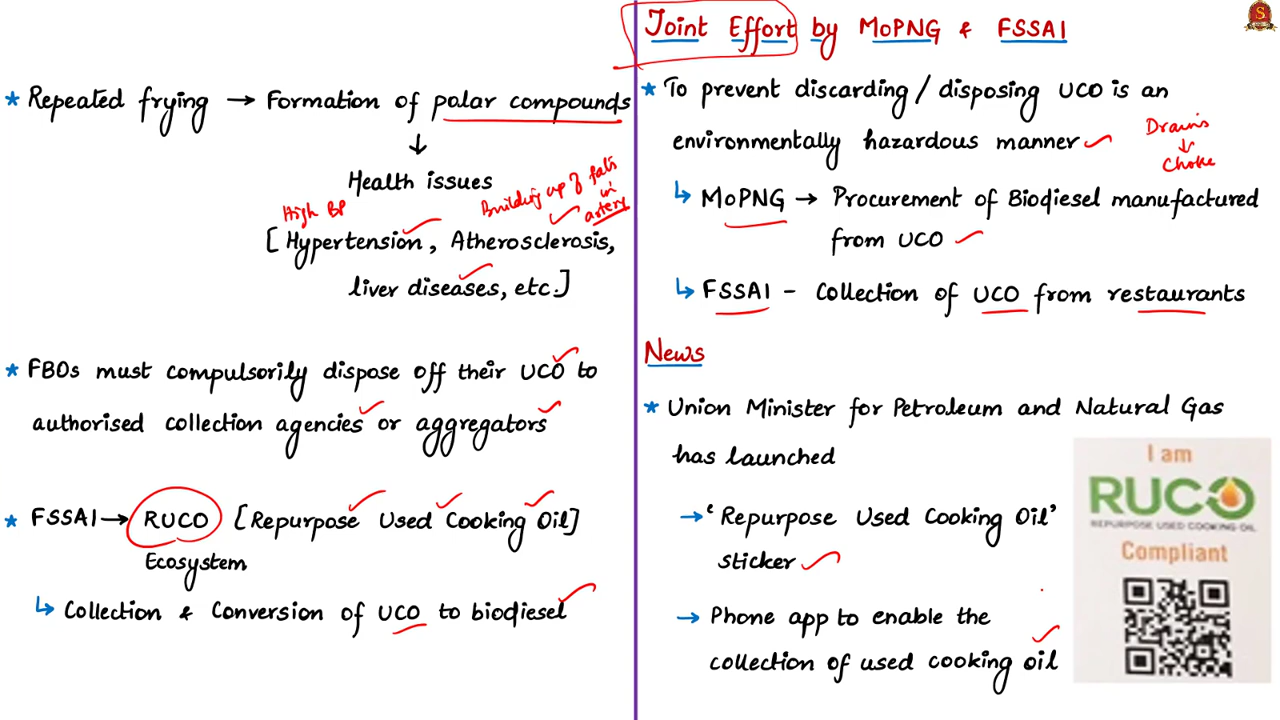 * Repeated frying → Formation of polar compounds
↓
Health issues
High BP
Building up of fats
in
artery
[Hypertension, Atherosclerosis,
liver diseases, etc.]
* FBOs must compulsorily dispose off their UCO to
authorised collection agencies or aggregators
* FSSAI → RUCO [Repurpose Used Cooking Oil]
Ecosystem
↳ Collection & Conversion of UCO to biodiesel
Joint Effort by MoPNG & FSSAI
* To prevent discarding / disposing UCO is an
environmentally hazardous manner
Drains
↓
Choke
↳ MoPNG → Procurement of Biodiesel manufactured
from UCO
↳ FSSAI - Collection of UCO from restaurants
News
* Union Minister for Petroleum and Natural Gas
has launched
→ 'Repurpose Used Cooking Oil'
sticker
→ Phone app to enable the
collection of used cooking oil
I am
RUCO
REPURPOSE USED COOKING OIL
Compliant